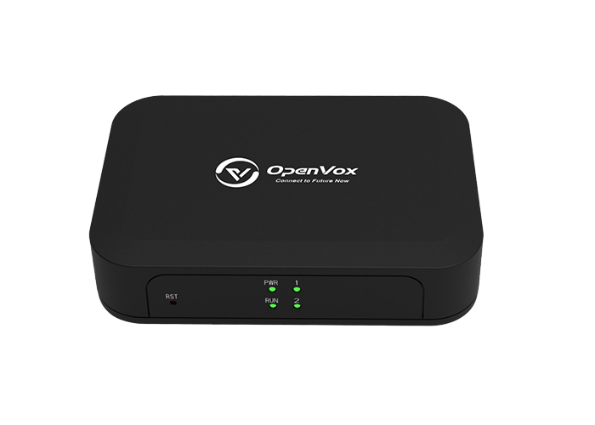 OpenVox
Connect to Future Now
PWR 1
RST
RUN 2